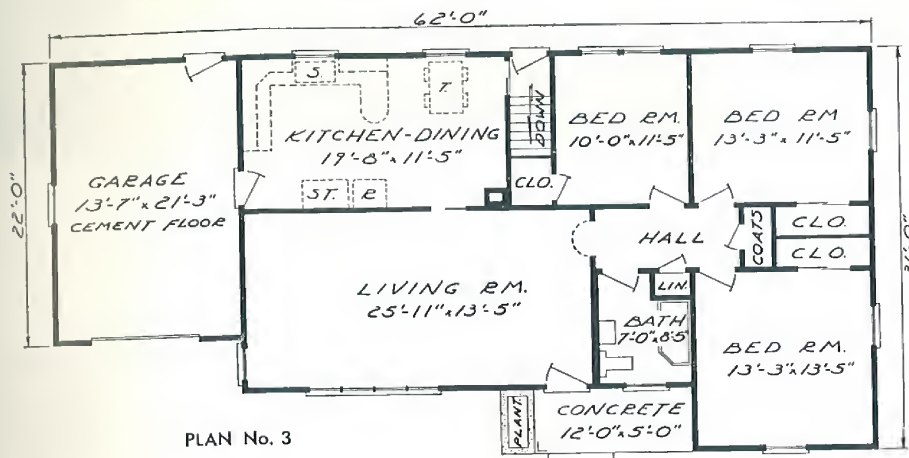 62'-0"
22'-0"
GARAGE
13'-7" x 21'-3"
CEMENT FLOOR
S.
T.
KITCHEN-DINING
19'-8" x 11'-5"
ST.
R
DOWN
CLO.
BED RM.
10'-0" x 11'-5"
BED RM.
13'-3" x 11'-5"
HALL
COATS
CLO.
CLO.
LIVING RM.
25'-11" x 13'-5"
LIN.
BATH
7'-0" x 8'-5"
BED RM.
13'-3" x 13'-5"
PLANT.
CONCRETE
12'-0" x 5'-0"
PLAN No. 3